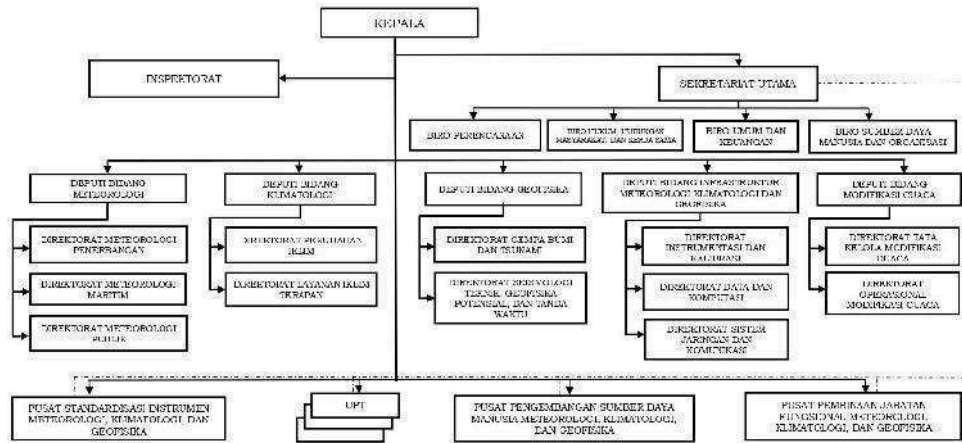 KEPALA
INSPEKTORAT
SEKRETARIAT UTAMA
BIRO PERENCANAAN
BIRO HUKUM, HUBUNGAN
MASYARAKAT, DAN KERJA SAMA
BIRO UMUM DAN
KEUANGAN
BIRO SUMBER DAYA
MANUSIA DAN ORGANISASI
DEPUTI BIDANG
METEOROLOGI
DEPUTI BIDANG
KLIMATOLOGI
DEPUTI BIDANG GEOFISIKA
DEPUTI BIDANG INFRASTRUKTUR
METEOROLOGI KLIMATOLOGI DAN
GEOFISIKA
DEPUTI BIDANG
MODIFIKASI CUACA
DIREKTORAT METEOROLOGI
PENERBANGAN
DIREKTORAT METEOROLOGI
MARITIM
DIREKTORAT METEOROLOGI
PUBLIK
DIREKTORAT PERUBAHAN
IKLIM
DIREKTORAT LAYANAN IKLIM
TERAPAN
DIREKTORAT GEMPA BUMI
DAN TSUNAMI
DIREKTORAT SEISMOLOGI
TEKNIK, GEOFISIKA
POTENSIAL, DAN TANDA
WAKTU
DIREKTORAT
INSTRUMENTASI DAN
KALIBRASI
DIREKTORAT DATA DAN
KOMPUTASI
DIREKTORAT SISTEM
JARINGAN DAN
KOMUNIKASI
DIREKTORAT TATA
KELOLA MODIFIKASI
CUACA
DIREKTORAT
OPERASIONAL
MODIFIKASI CUACA
PUSAT STANDARDISASI INSTRUMEN
METEOROLOGI, KLIMATOLOGI, DAN
GEOFISIKA
UPT
PUSAT PENGEMBANGAN SUMBER DAYA
MANUSIA METEOROLOGI, KLIMATOLOGI,
DAN GEOFISIKA
PUSAT PEMBINAAN JABATAN
FUNGSIONAL METEOROLOGI,
KLIMATOLOGI, DAN GEOFISIKA